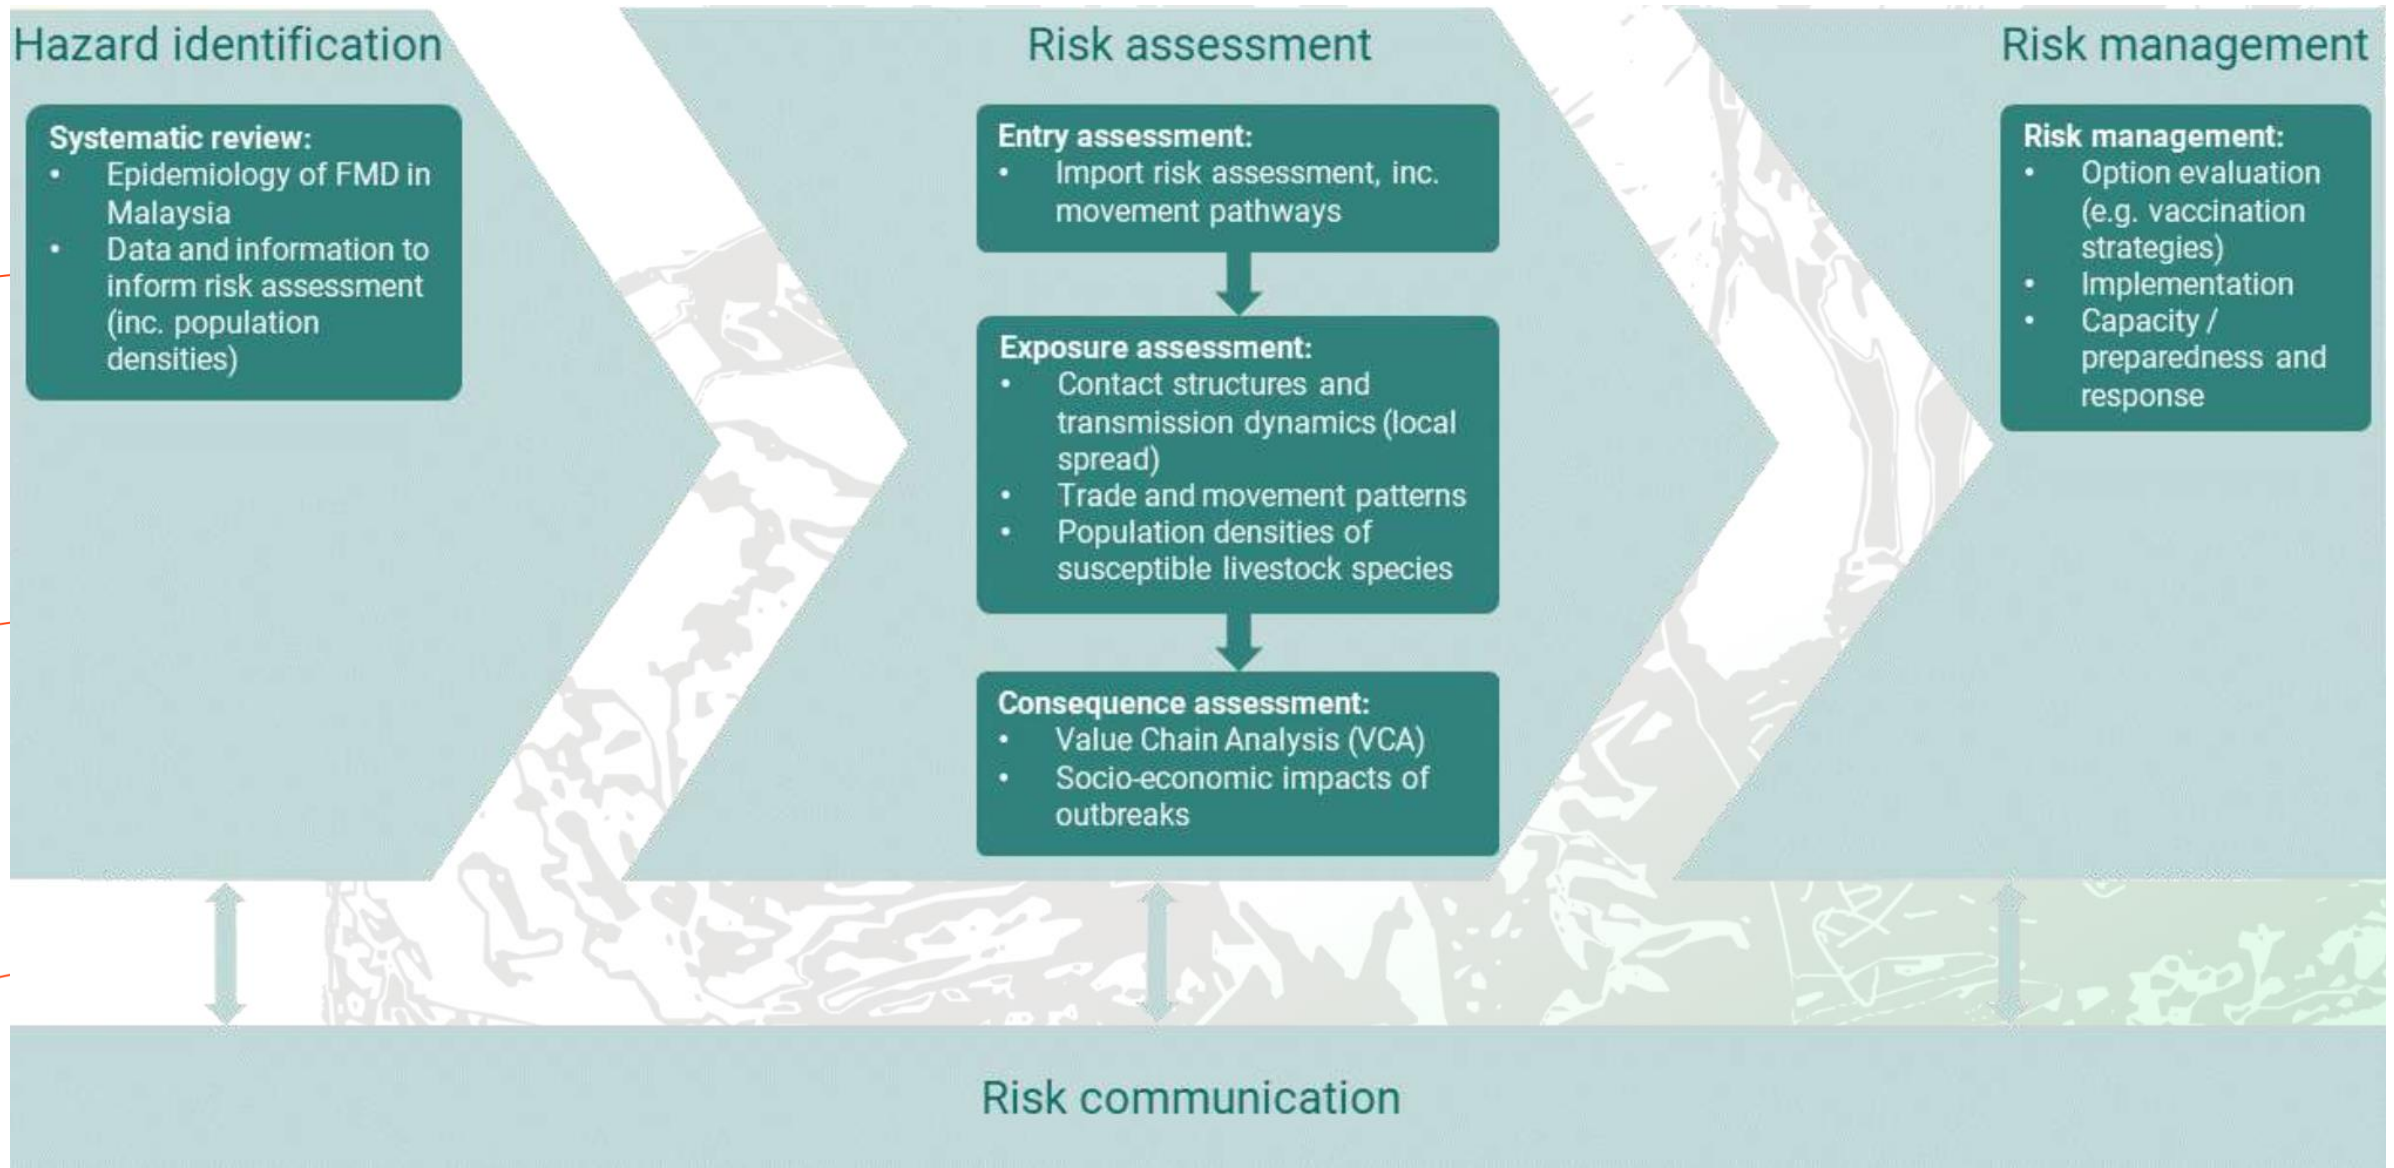 Hazard identification
Systematic review:
• Epidemiology of FMD in
Malaysia
• Data and information to
inform risk assessment
(inc. population
densities)
Risk assessment
Entry assessment:
• Import risk assessment, inc.
movement pathways
Exposure assessment:
• Contact structures and
transmission dynamics (local
spread)
• Trade and movement patterns
• Population densities of
susceptible livestock species
Consequence assessment:
• Value Chain Analysis (VCA)
• Socio-economic impacts of
outbreaks
Risk management
Risk management:
• Option evaluation
(e.g. vaccination
strategies)
• Implementation
• Capacity /
preparedness and
response
Risk communication